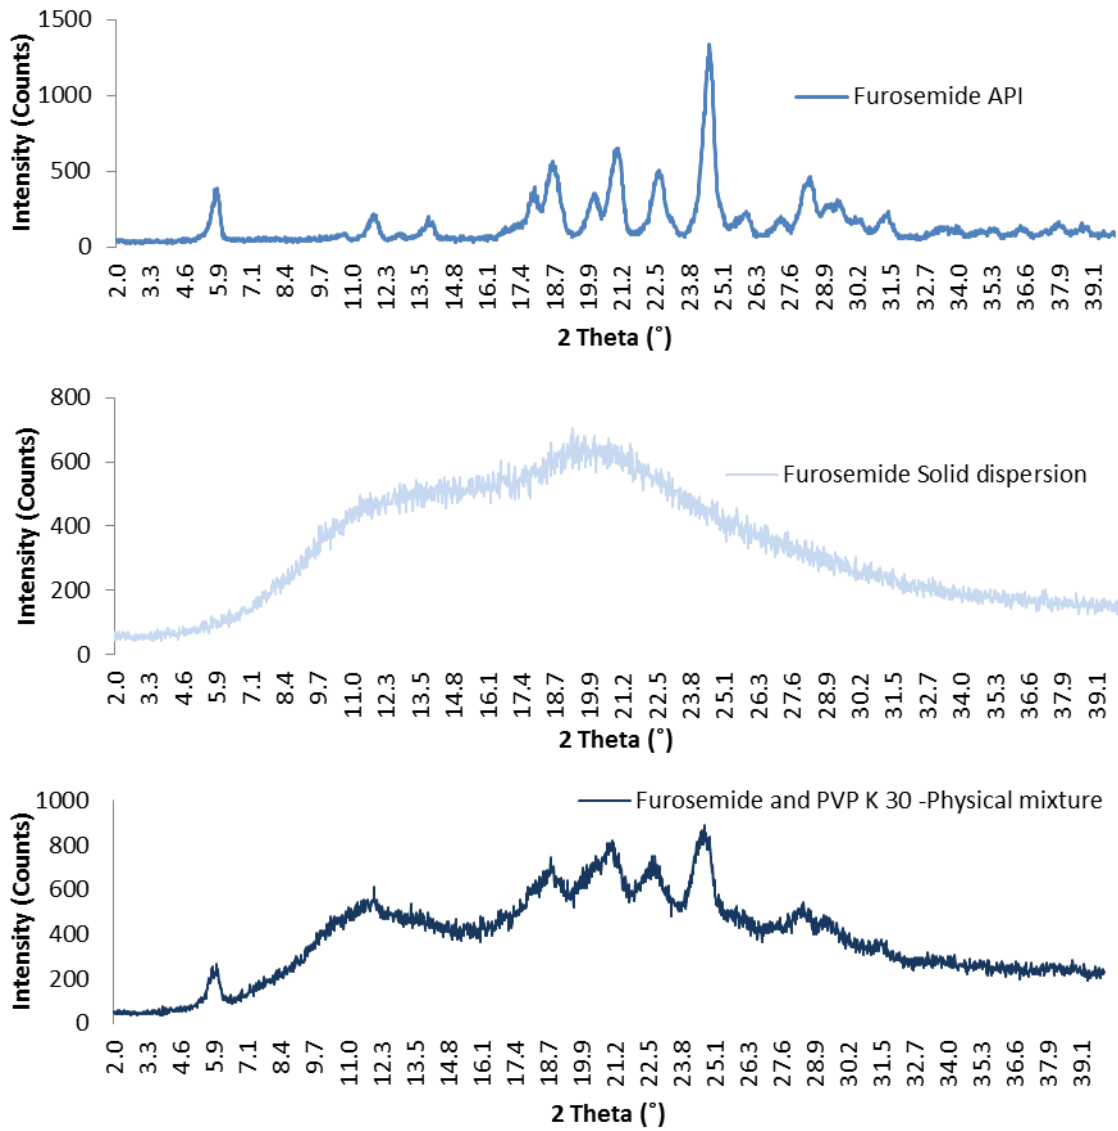 1500
1000
500
0
Intensity (Counts)
Furosemide API
2.0 3.3 4.6 5.9 7.1 8.4 9.7 11.0 12.3 13.5 14.8 16.1 17.4 18.7 19.9 21.2 22.5 23.8 25.1 26.3 27.6 28.9 30.2 31.5 32.7 34.0 35.3 36.6 37.9 39.1
2 Theta (˚)
800
600
400
200
0
Intensity (Counts)
Furosemide Solid dispersion
2.0 3.3 4.6 5.9 7.1 8.4 9.7 11.0 12.3 13.5 14.8 16.1 17.4 18.7 19.9 21.2 22.5 23.8 25.1 26.3 27.6 28.9 30.2 31.5 32.7 34.0 35.3 36.6 37.9 39.1
2 Theta (˚)
1000
800
600
400
200
0
Intensity (Counts)
Furosemide and PVP K 30 -Physical mixture
2.0 3.3 4.6 5.9 7.1 8.4 9.7 11.0 12.3 13.5 14.8 16.1 17.4 18.7 19.9 21.2 22.5 23.8 25.1 26.3 27.6 28.9 30.2 31.5 32.7 34.0 35.3 36.6 37.9 39.1
2 Theta (˚)